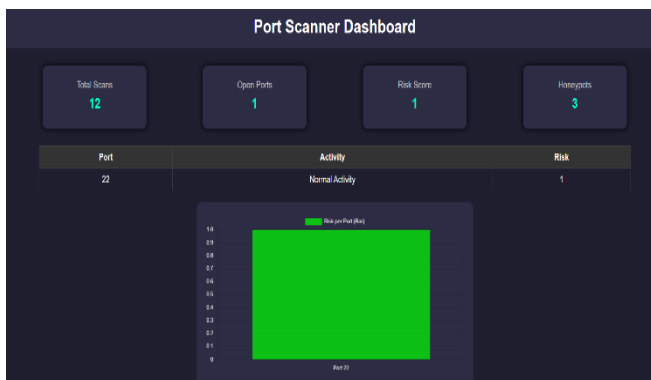 Port Scanner Dashboard
Total Scans Open Ports Risk Score Honeypots
12 1 1 3
Port Activity Risk
22 Normal Activity 1
Risk per Port (Bar)
1.0
0.9
0.8
0.7
0.6
0.5
0.4
0.3
0.2
0.1
0
Port 22